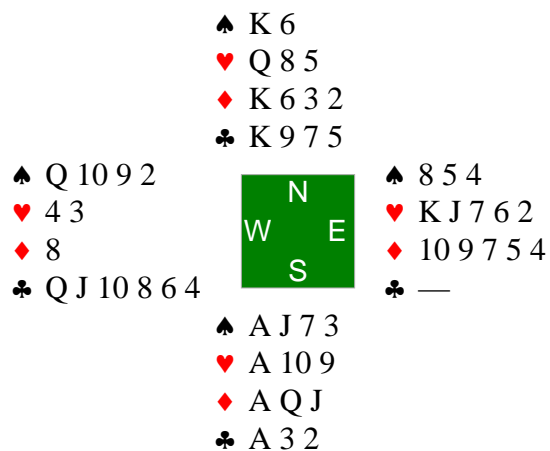 ♠ K 6
♥ Q 8 5
♦ K 6 3 2
♣ K 9 7 5
♠ Q 10 9 2
♥ 4 3
♦ 8
♣ Q J 10 8 6 4
N
W E
S
♠ 8 5 4
♥ K J 7 6 2
♦ 10 9 7 5 4
♣ —
♠ A J 7 3
♥ A 10 9
♦ A Q J
♣ A 3 2